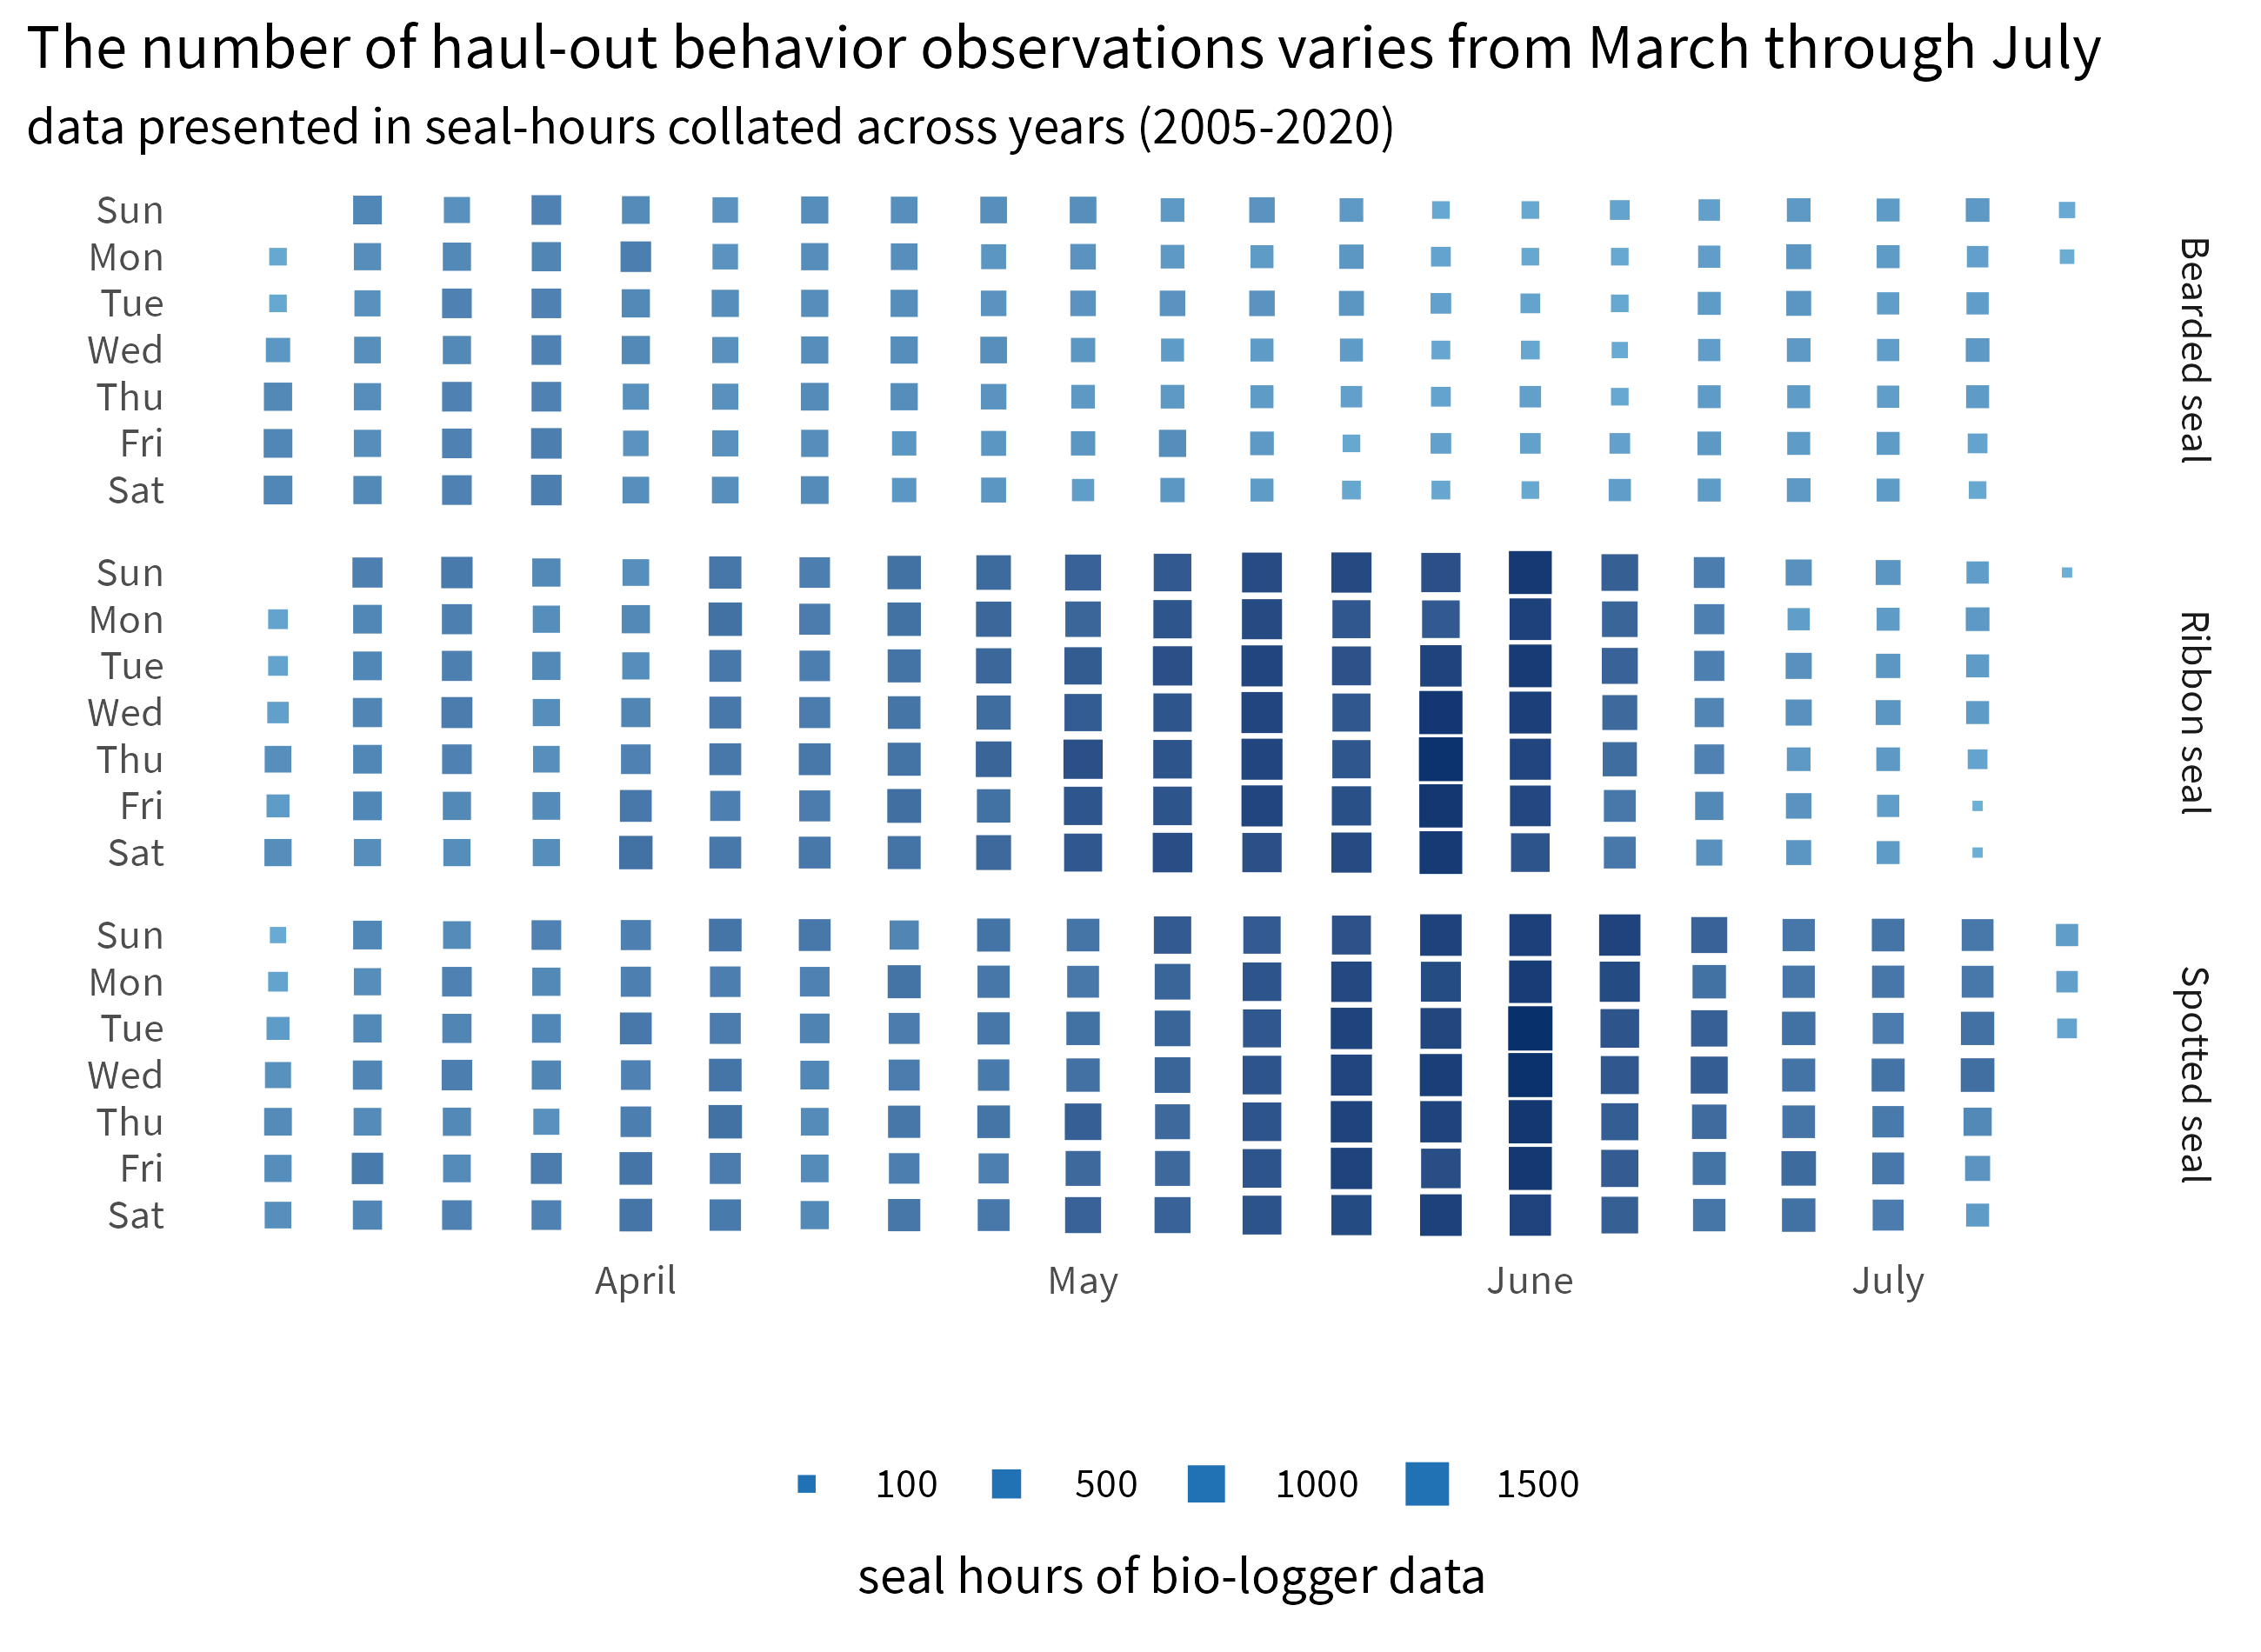 The number of haul-out behavior observations varies from March through July
data presented in seal-hours collated across years (2005-2020)
Sun
Mon
Tue
Wed
Thu
Fri
Sat
Bearded seal
Sun
Mon
Tue
Wed
Thu
Fri
Sat
Ribbon seal
Sun
Mon
Tue
Wed
Thu
Fri
Sat
Spotted seal
April May June July
100 500 1000 1500
seal hours of bio-logger data